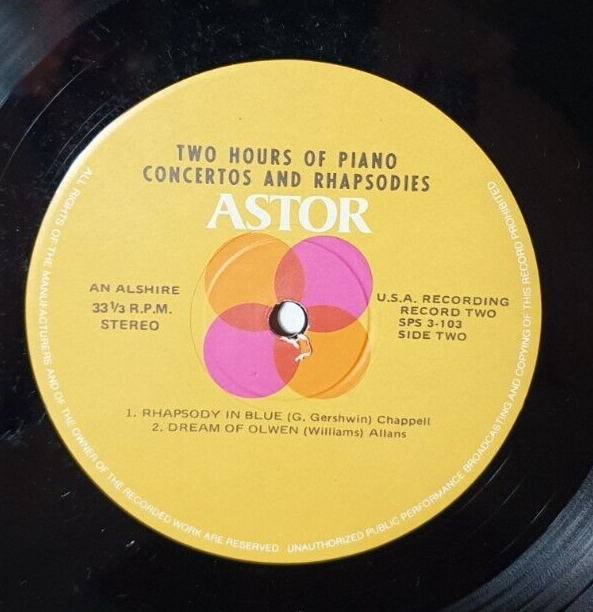 TWO HOURS OF PIANO
CONCERTOS AND RHAPSODIES
ASTOR
AN ALSHIRE
33⅓ R.P.M.
STEREO
U.S.A. RECORDING
RECORD TWO
SPS 3-103
SIDE TWO
1. RHAPSODY IN BLUE (G. Gershwin) Chappell
2. DREAM OF OLWEN (Williams) Allans
ALL RIGHTS OF THE MANUFACTURERS AND OF THE OWNER OF THE RECORDED WORK ARE RESERVED. UNAUTHORIZED PUBLIC PERFORMANCE BROADCASTING AND COPYING OF THIS RECORD PROHIBITED